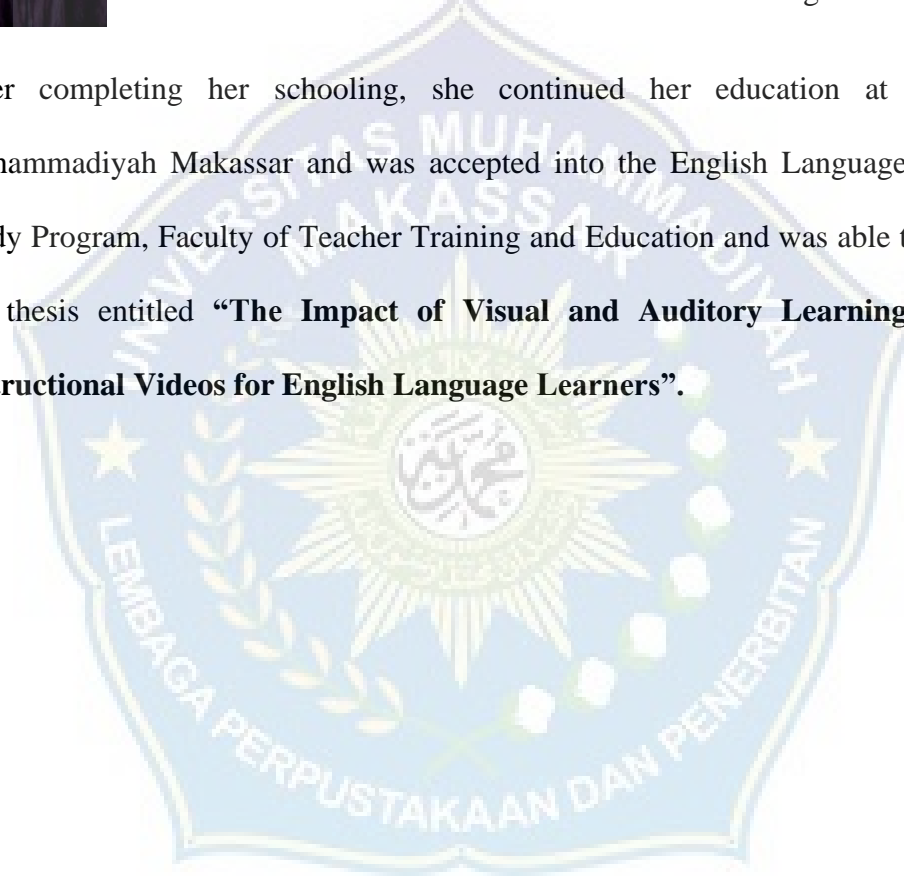 er completing her schooling, she continued her education at
hammadiyah Makassar and was accepted into the English Language
dy Program, Faculty of Teacher Training and Education and was able t
thesis entitled “The Impact of Visual and Auditory Learning
ructional Videos for English Language Learners”.
UNIVERSITAS MUHAMMADIYAH
MAKASSAR
LEMBAGA PERPUSTAKAAN DAN PENERBITAN